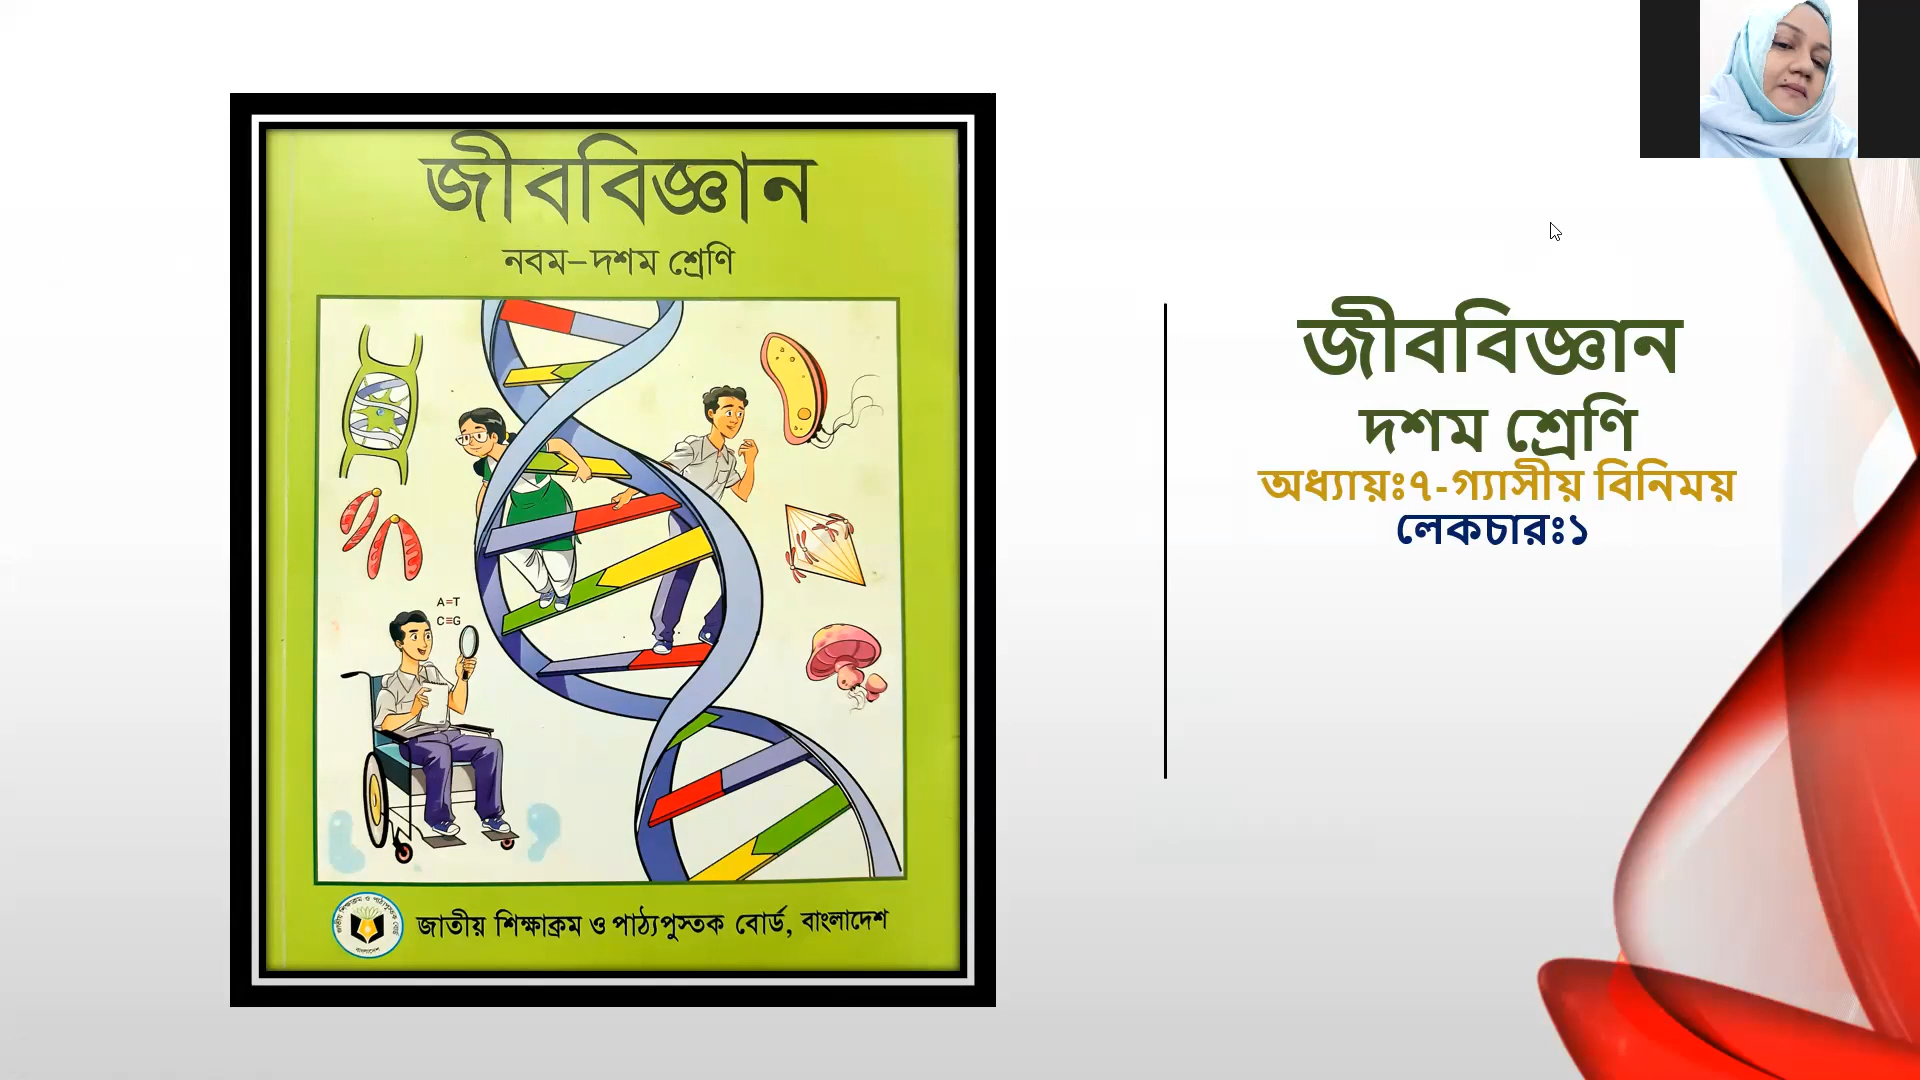 জীববিজ্ঞান
নবম–দশম শ্রেণি
A=T
C≡G
জাতীয় শিক্ষাক্রম ও পাঠ্যপুস্তক বোর্ড, বাংলাদেশ
জীববিজ্ঞান
দশম শ্রেণি
অধ্যায়ঃ৭-গ্যাসীয় বিনিময়
লেকচারঃ১